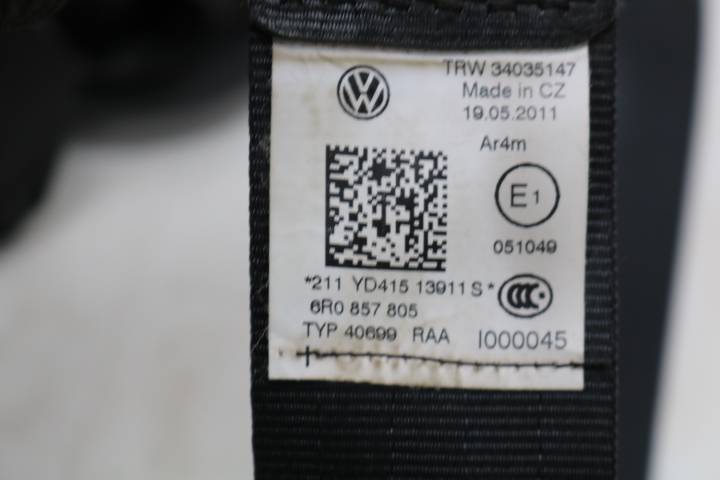 TRW 34035147
Made in CZ
19.05.2011
Ar4m
E1
051049
*211 YD415 13911 S*
6R0 857 805
TYP 40699 RAA
I000045